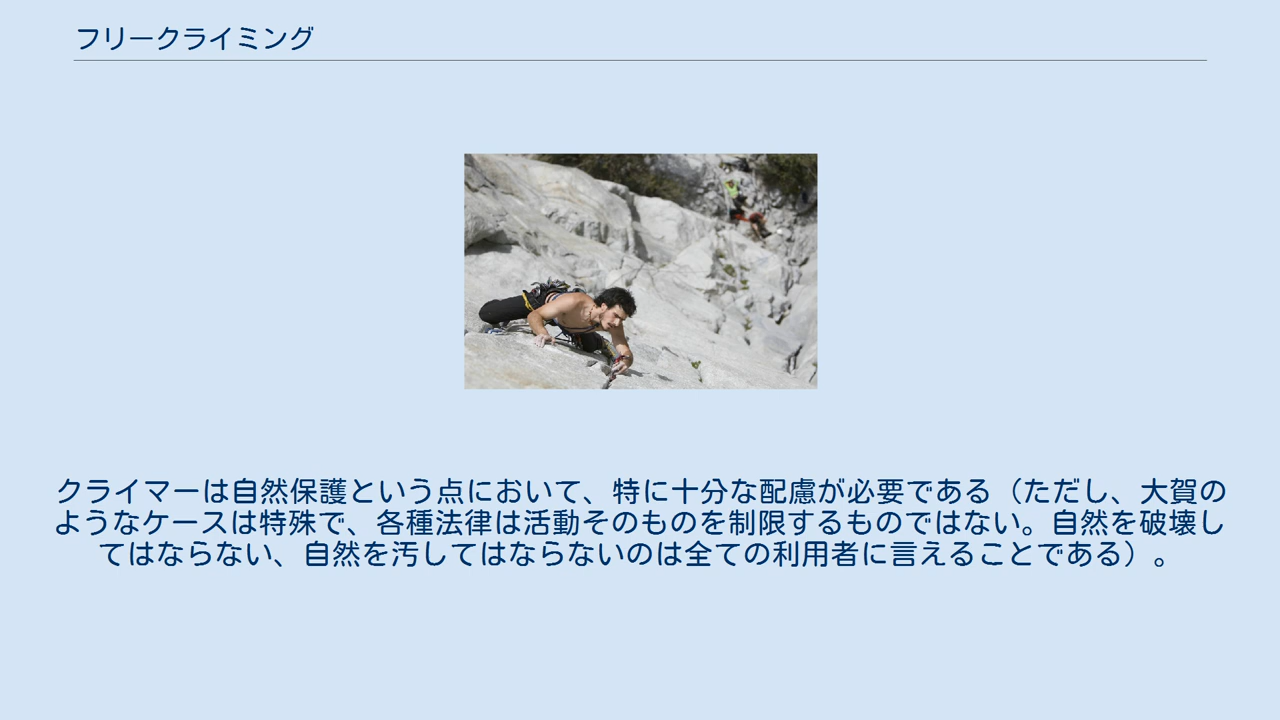 フリークライミング
クライマーは自然保護という点において、特に十分な配慮が必要である（ただし、大賀の
ようなケースは特殊で、各種法律は活動そのものを制限するものではない。自然を破壊し
てはならない、自然を汚してはならないのは全ての利用者に言えることである）。